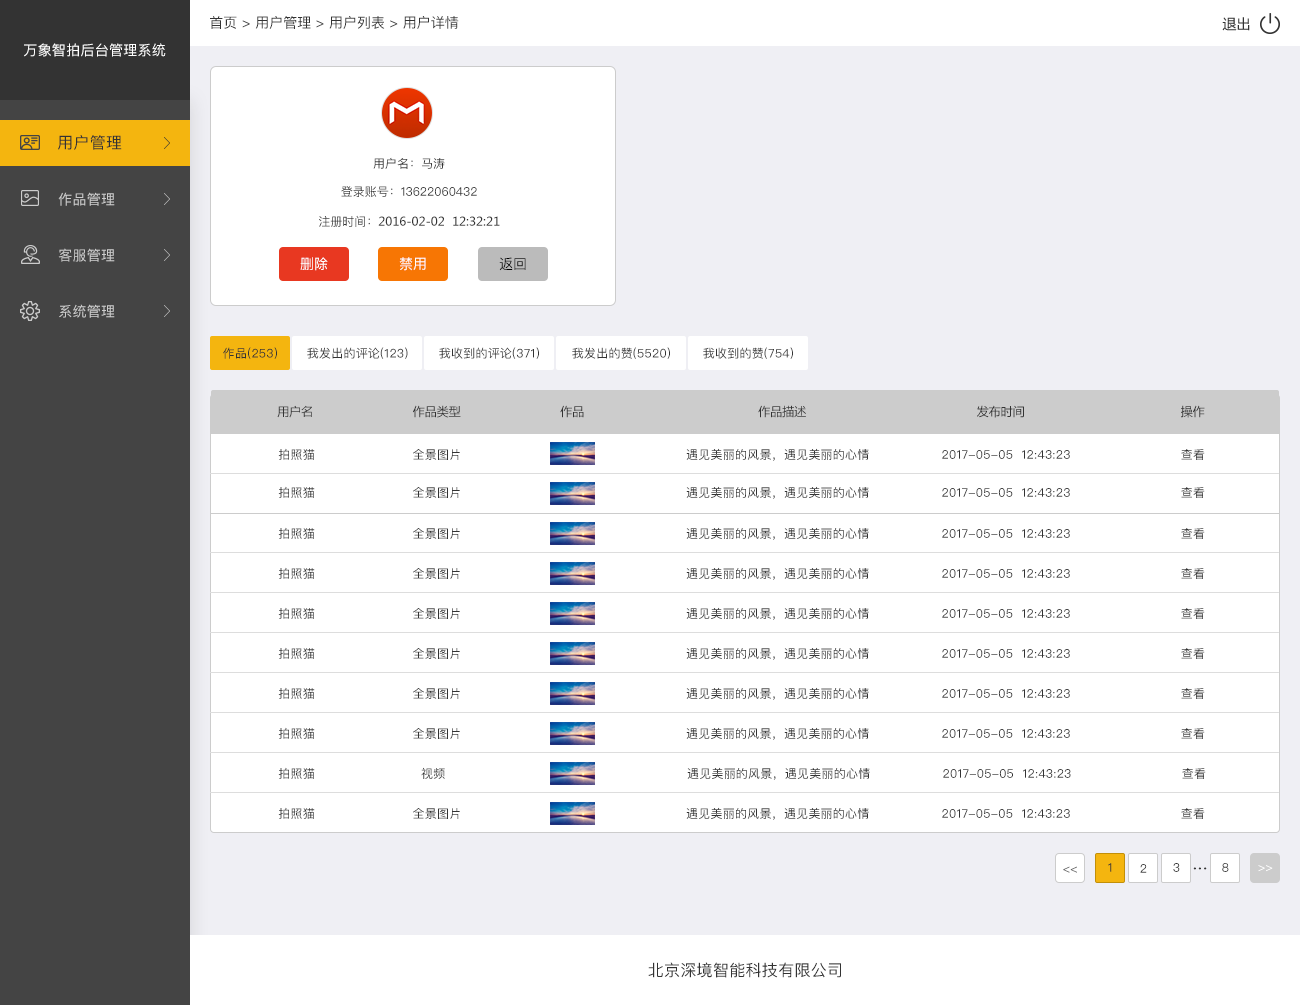 万象智拍后台管理系统
首页 > 用户管理 > 用户列表 > 用户详情
退出
用户管理
作品管理
客服管理
系统管理
用户名：马涛
登录账号：13622060432
注册时间：2016-02-02 12:32:21
删除 禁用 返回
作品(253) 我发出的评论(123) 我收到的评论(371) 我发出的赞(5520) 我收到的赞(754)
用户名 作品类型 作品 作品描述 发布时间 操作
拍照猫 全景图片 遇见美丽的风景，遇见美丽的心情 2017-05-05 12:43:23 查看
拍照猫 全景图片 遇见美丽的风景，遇见美丽的心情 2017-05-05 12:43:23 查看
拍照猫 全景图片 遇见美丽的风景，遇见美丽的心情 2017-05-05 12:43:23 查看
拍照猫 全景图片 遇见美丽的风景，遇见美丽的心情 2017-05-05 12:43:23 查看
拍照猫 全景图片 遇见美丽的风景，遇见美丽的心情 2017-05-05 12:43:23 查看
拍照猫 全景图片 遇见美丽的风景，遇见美丽的心情 2017-05-05 12:43:23 查看
拍照猫 全景图片 遇见美丽的风景，遇见美丽的心情 2017-05-05 12:43:23 查看
拍照猫 全景图片 遇见美丽的风景，遇见美丽的心情 2017-05-05 12:43:23 查看
拍照猫 视频 遇见美丽的风景，遇见美丽的心情 2017-05-05 12:43:23 查看
拍照猫 全景图片 遇见美丽的风景，遇见美丽的心情 2017-05-05 12:43:23 查看
<< 1 2 3 ··· 8 >>
北京深境智能科技有限公司